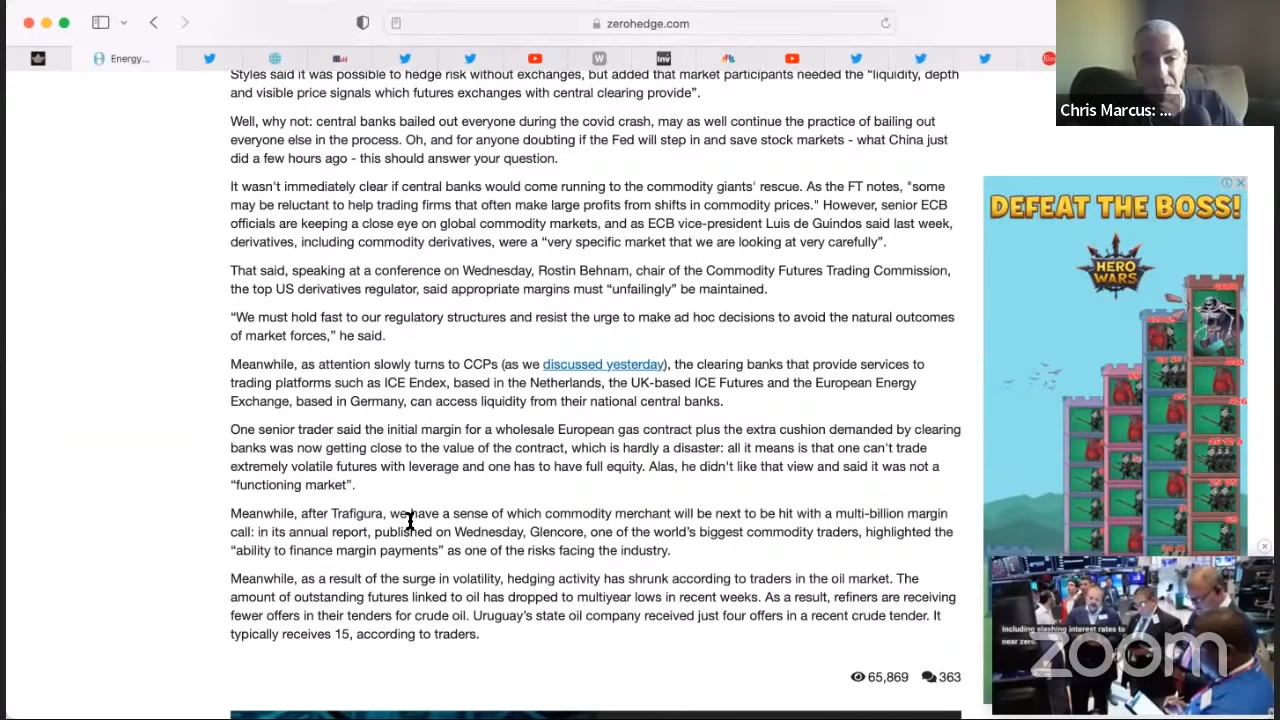 zerohedge.com
Energy...
Chris Marcus: ...
Styles said it was possible to hedge risk without exchanges, but added that market participants needed the “liquidity, depth
and visible price signals which futures exchanges with central clearing provide”.
Well, why not: central banks bailed out everyone during the covid crash, may as well continue the practice of bailing out
everyone else in the process. Oh, and for anyone doubting if the Fed will step in and save stock markets - what China just
did a few hours ago - this should answer your question.
It wasn't immediately clear if central banks would come running to the commodity giants' rescue. As the FT notes, "some
may be reluctant to help trading firms that often make large profits from shifts in commodity prices." However, senior ECB
officials are keeping a close eye on global commodity markets, and as ECB vice-president Luis de Guindos said last week,
derivatives, including commodity derivatives, were a “very specific market that we are looking at very carefully”.
That said, speaking at a conference on Wednesday, Rostin Behnam, chair of the Commodity Futures Trading Commission,
the top US derivatives regulator, said appropriate margins must “unfailingly” be maintained.
“We must hold fast to our regulatory structures and resist the urge to make ad hoc decisions to avoid the natural outcomes
of market forces,” he said.
Meanwhile, as attention slowly turns to CCPs (as we discussed yesterday), the clearing banks that provide services to
trading platforms such as ICE Endex, based in the Netherlands, the UK-based ICE Futures and the European Energy
Exchange, based in Germany, can access liquidity from their national central banks.
One senior trader said the initial margin for a wholesale European gas contract plus the extra cushion demanded by clearing
banks was now getting close to the value of the contract, which is hardly a disaster: all it means is that one can't trade
extremely volatile futures with leverage and one has to have full equity. Alas, he didn't like that view and said it was not a
“functioning market”.
Meanwhile, after Trafigura, we have a sense of which commodity merchant will be next to be hit with a multi-billion margin
call: in its annual report, published on Wednesday, Glencore, one of the world's biggest commodity traders, highlighted the
“ability to finance margin payments” as one of the risks facing the industry.
Meanwhile, as a result of the surge in volatility, hedging activity has shrunk according to traders in the oil market. The
amount of outstanding futures linked to oil has dropped to multiyear lows in recent weeks. As a result, refiners are receiving
fewer offers in their tenders for crude oil. Uruguay’s state oil company received just four offers in a recent crude tender. It
typically receives 15, according to traders.
65,869 363
DEFEAT THE BOSS!
HERO
WARS
Including slashing interest rates to
near zero.
zoom